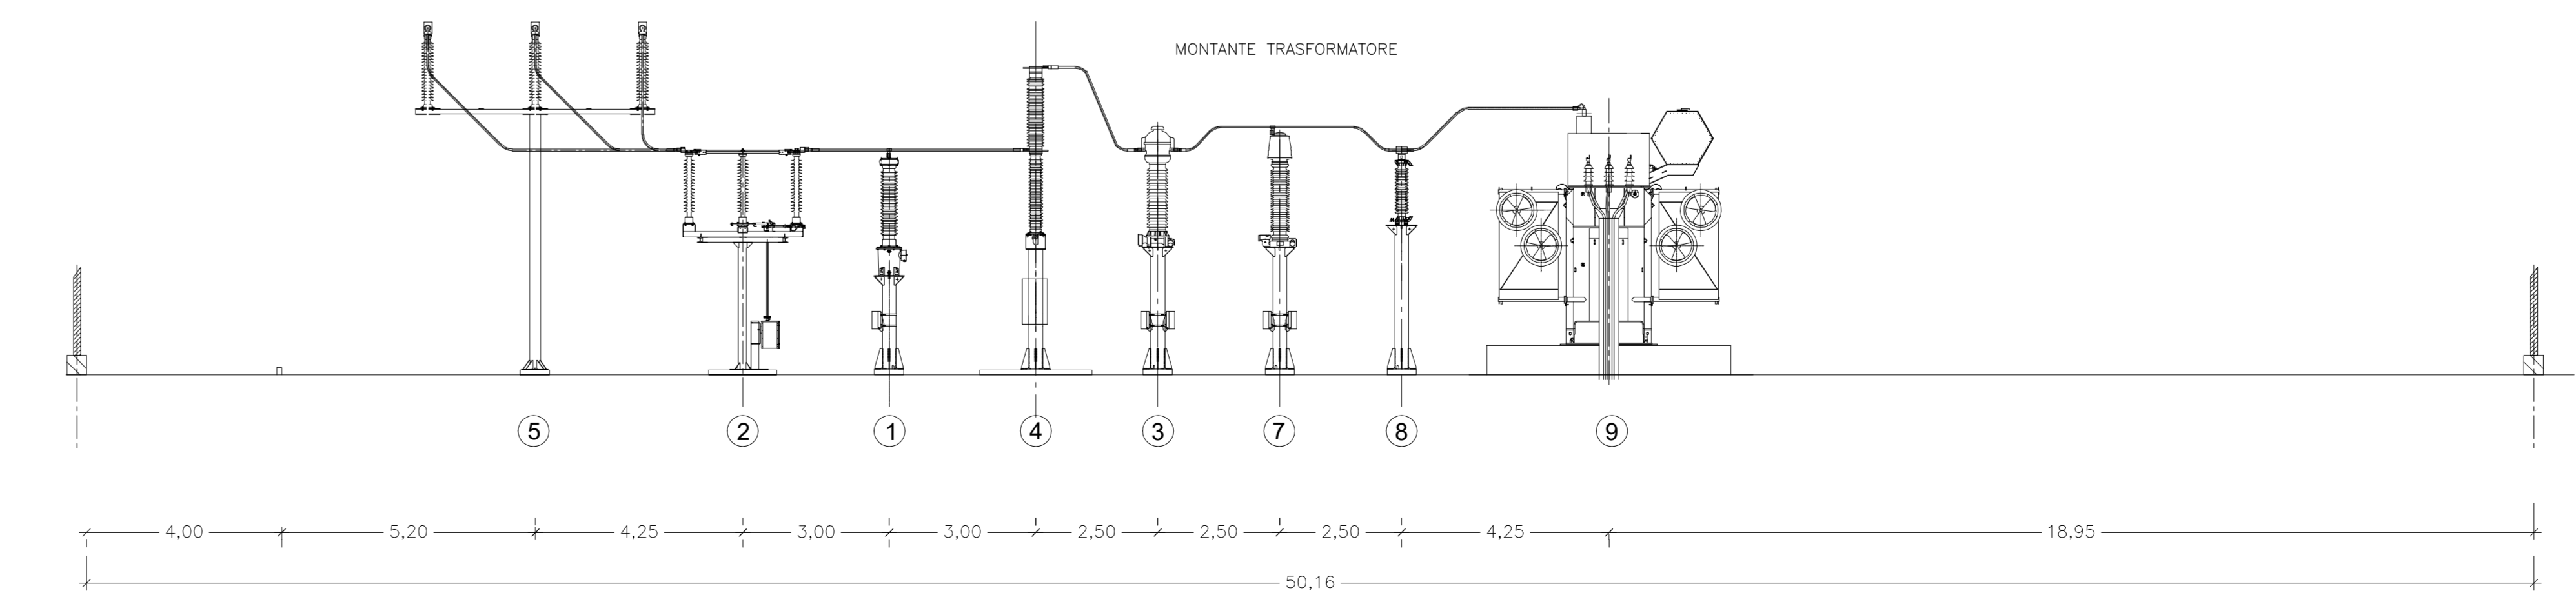 MONTANTE TRASFORMATORE
5 2 1 4 3 7 8 9
4,00 5,20 4,25 3,00 3,00 2,50 2,50 2,50 4,25 18,95
50,16